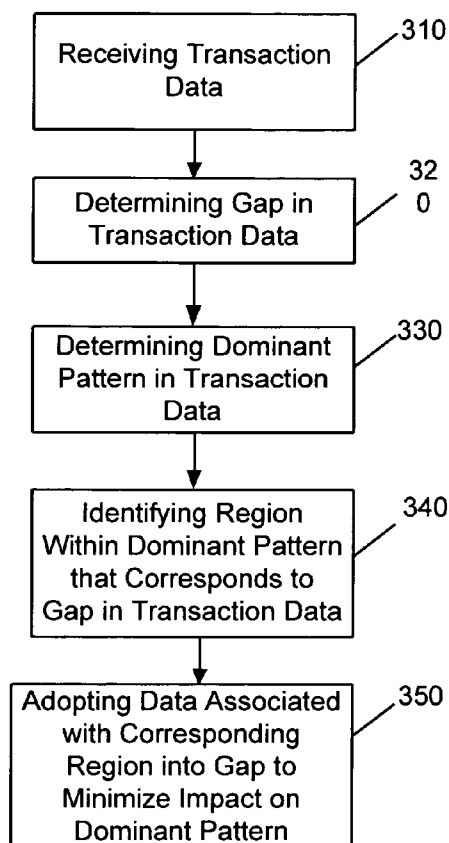 310
Receiving Transaction
Data
32
0
Determining Gap in
Transaction Data
330
Determining Dominant
Pattern in Transaction
Data
340
Identifying Region
Within Dominant Pattern
that Corresponds to
Gap in Transaction Data
350
Adopting Data Associated
with Corresponding
Region into Gap to
Minimize Impact on
Dominant Pattern